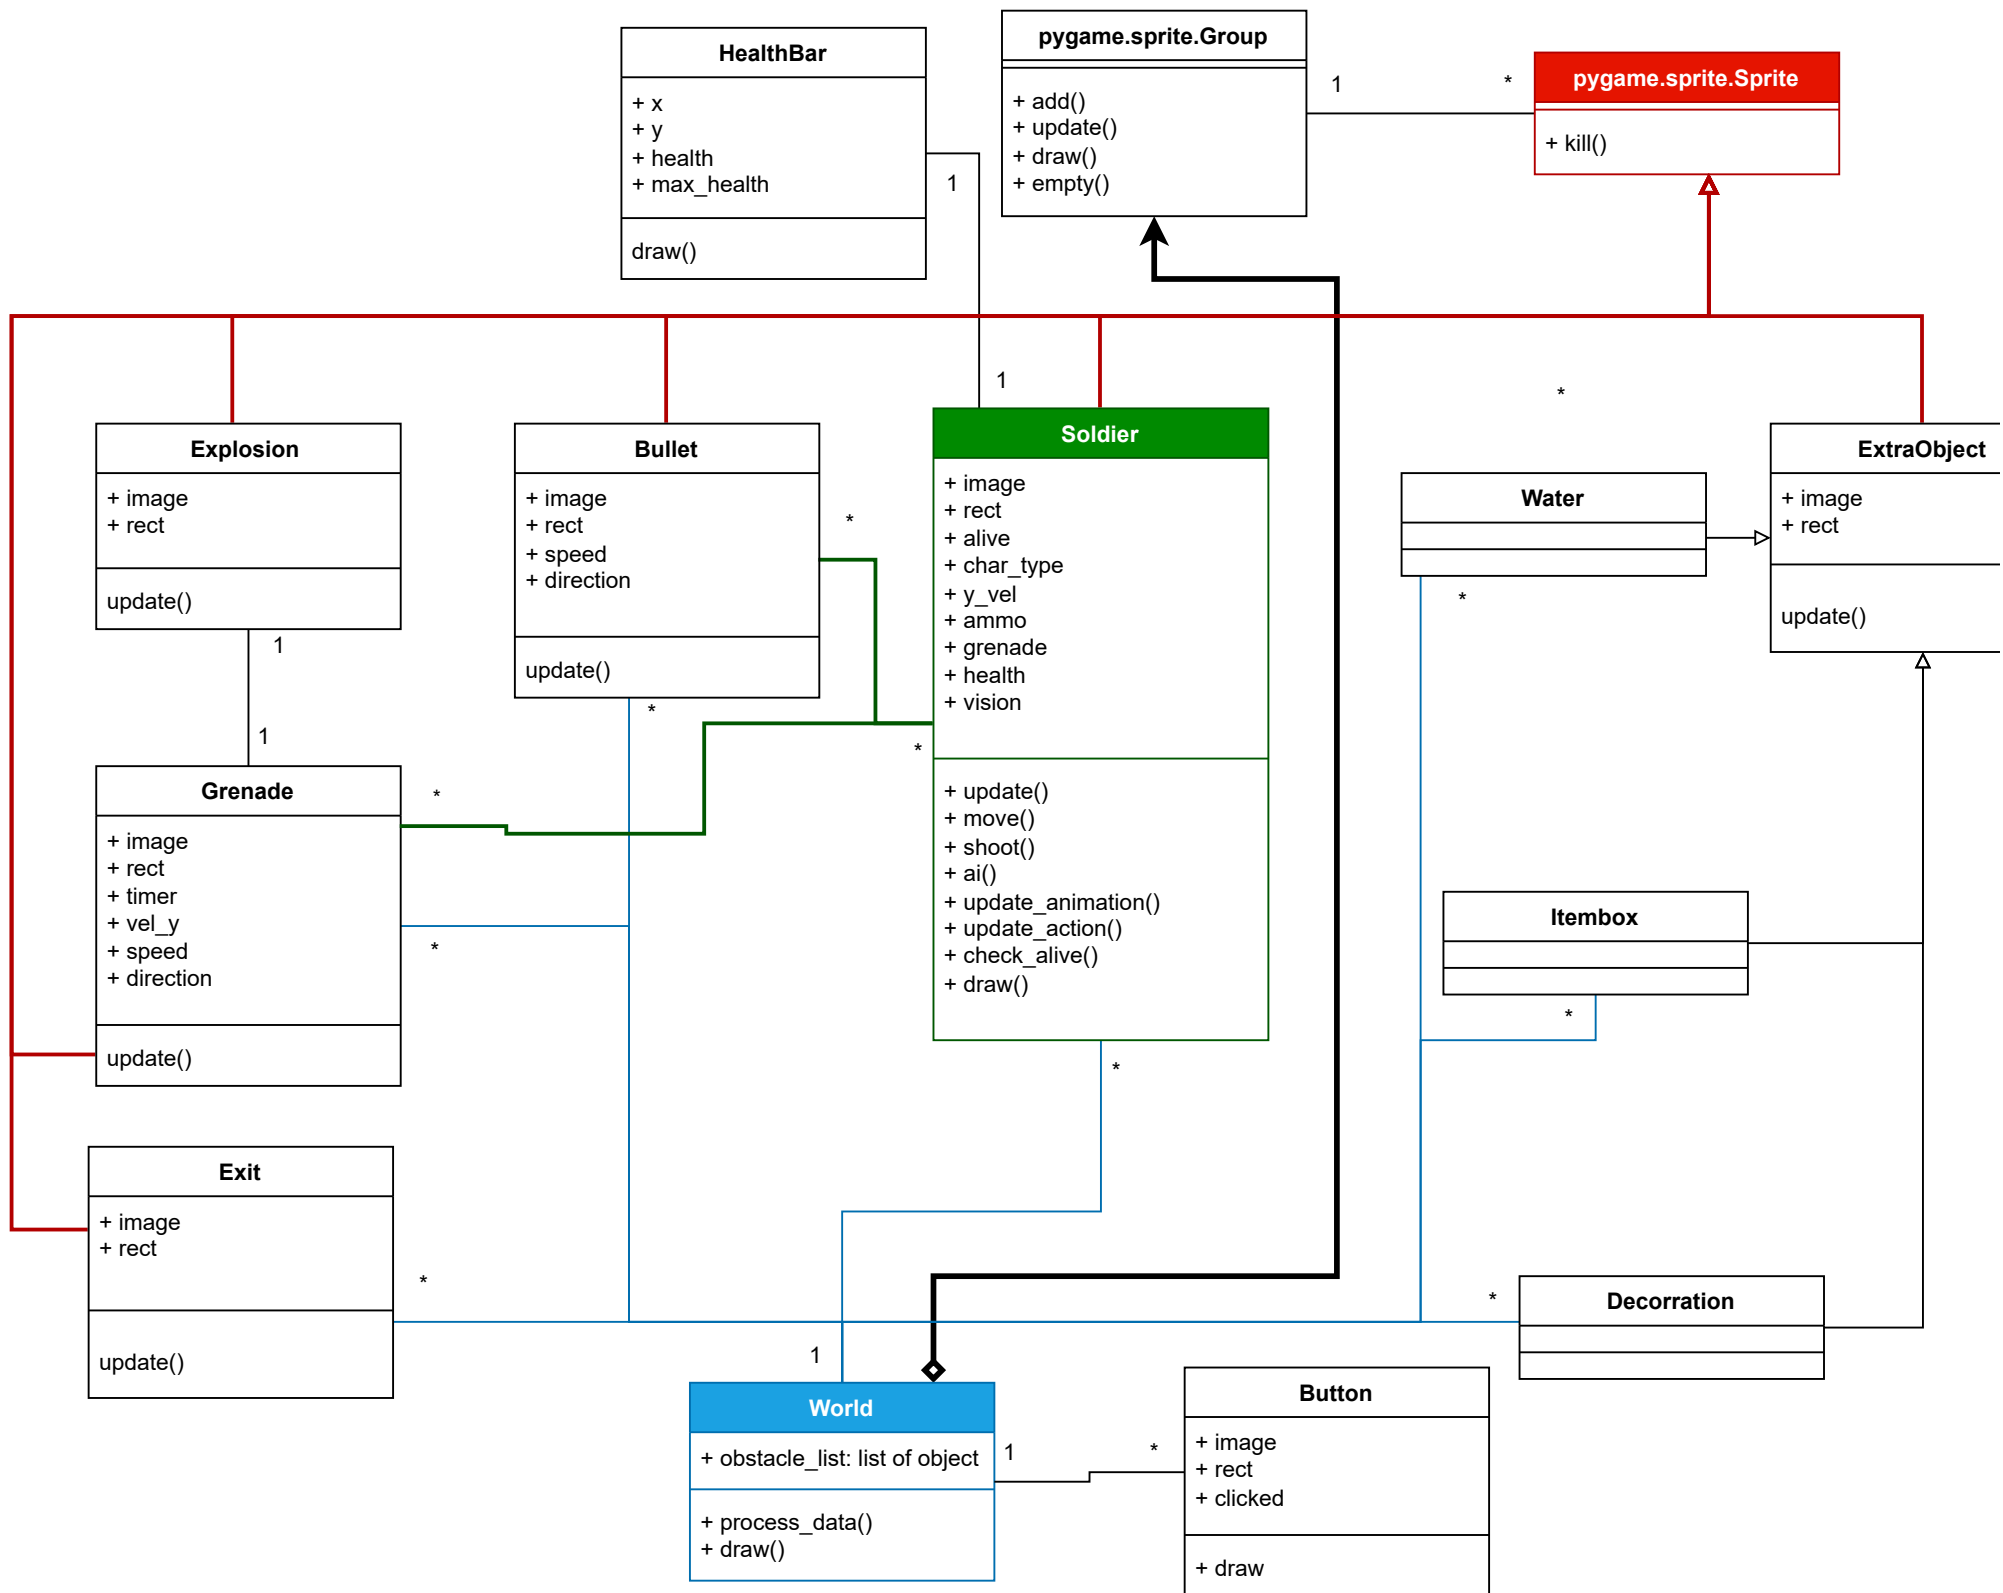 HealthBar
+ x
+ y
+ health
+ max_health
draw()
1
1
pygame.sprite.Group
+ add()
+ update()
+ draw()
+ empty()
1
*
pygame.sprite.Sprite
+ kill()
Explosion
+ image
+ rect
update()
1
1
Bullet
+ image
+ rect
+ speed
+ direction
update()
*
*
Soldier
+ image
+ rect
+ alive
+ char_type
+ y_vel
+ ammo
+ grenade
+ health
+ vision
+ update()
+ move()
+ shoot()
+ ai()
+ update_animation()
+ update_action()
+ check_alive()
+ draw()
*
*
*
Water
*
ExtraObject
+ image
+ rect
update()
Grenade
+ image
+ rect
+ timer
+ vel_y
+ speed
+ direction
update()
*
*
Itembox
*
Exit
+ image
+ rect
update()
*
*
Decorration
1
World
+ obstacle_list: list of object
+ process_data()
+ draw()
1
*
Button
+ image
+ rect
+ clicked
+ draw